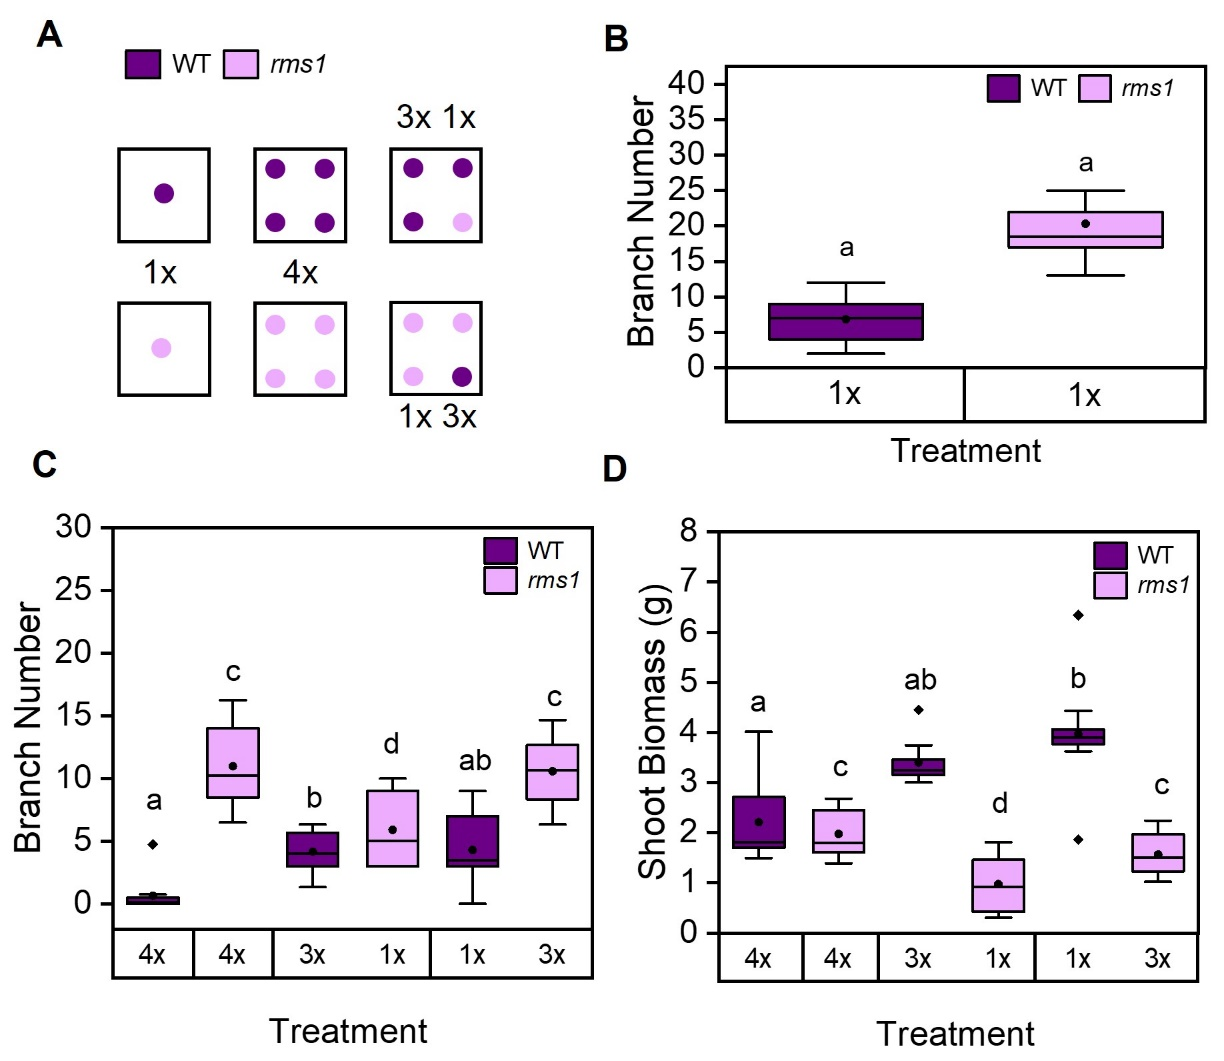 A
WT rms1
3x 1x
1x 4x
1x 3x
B
WT rms1
40
35
30
25
20
15
10
5
0
Branch Number
a
a
1x 1x
Treatment
C
30
25
20
15
10
5
0
Branch Number
WT
rms1
a c b d ab c
4x 4x 3x 1x 1x 3x
Treatment
D
8
7
6
5
4
3
2
1
0
Shoot Biomass (g)
WT
rms1
a c ab d b c
4x 4x 3x 1x 1x 3x
Treatment